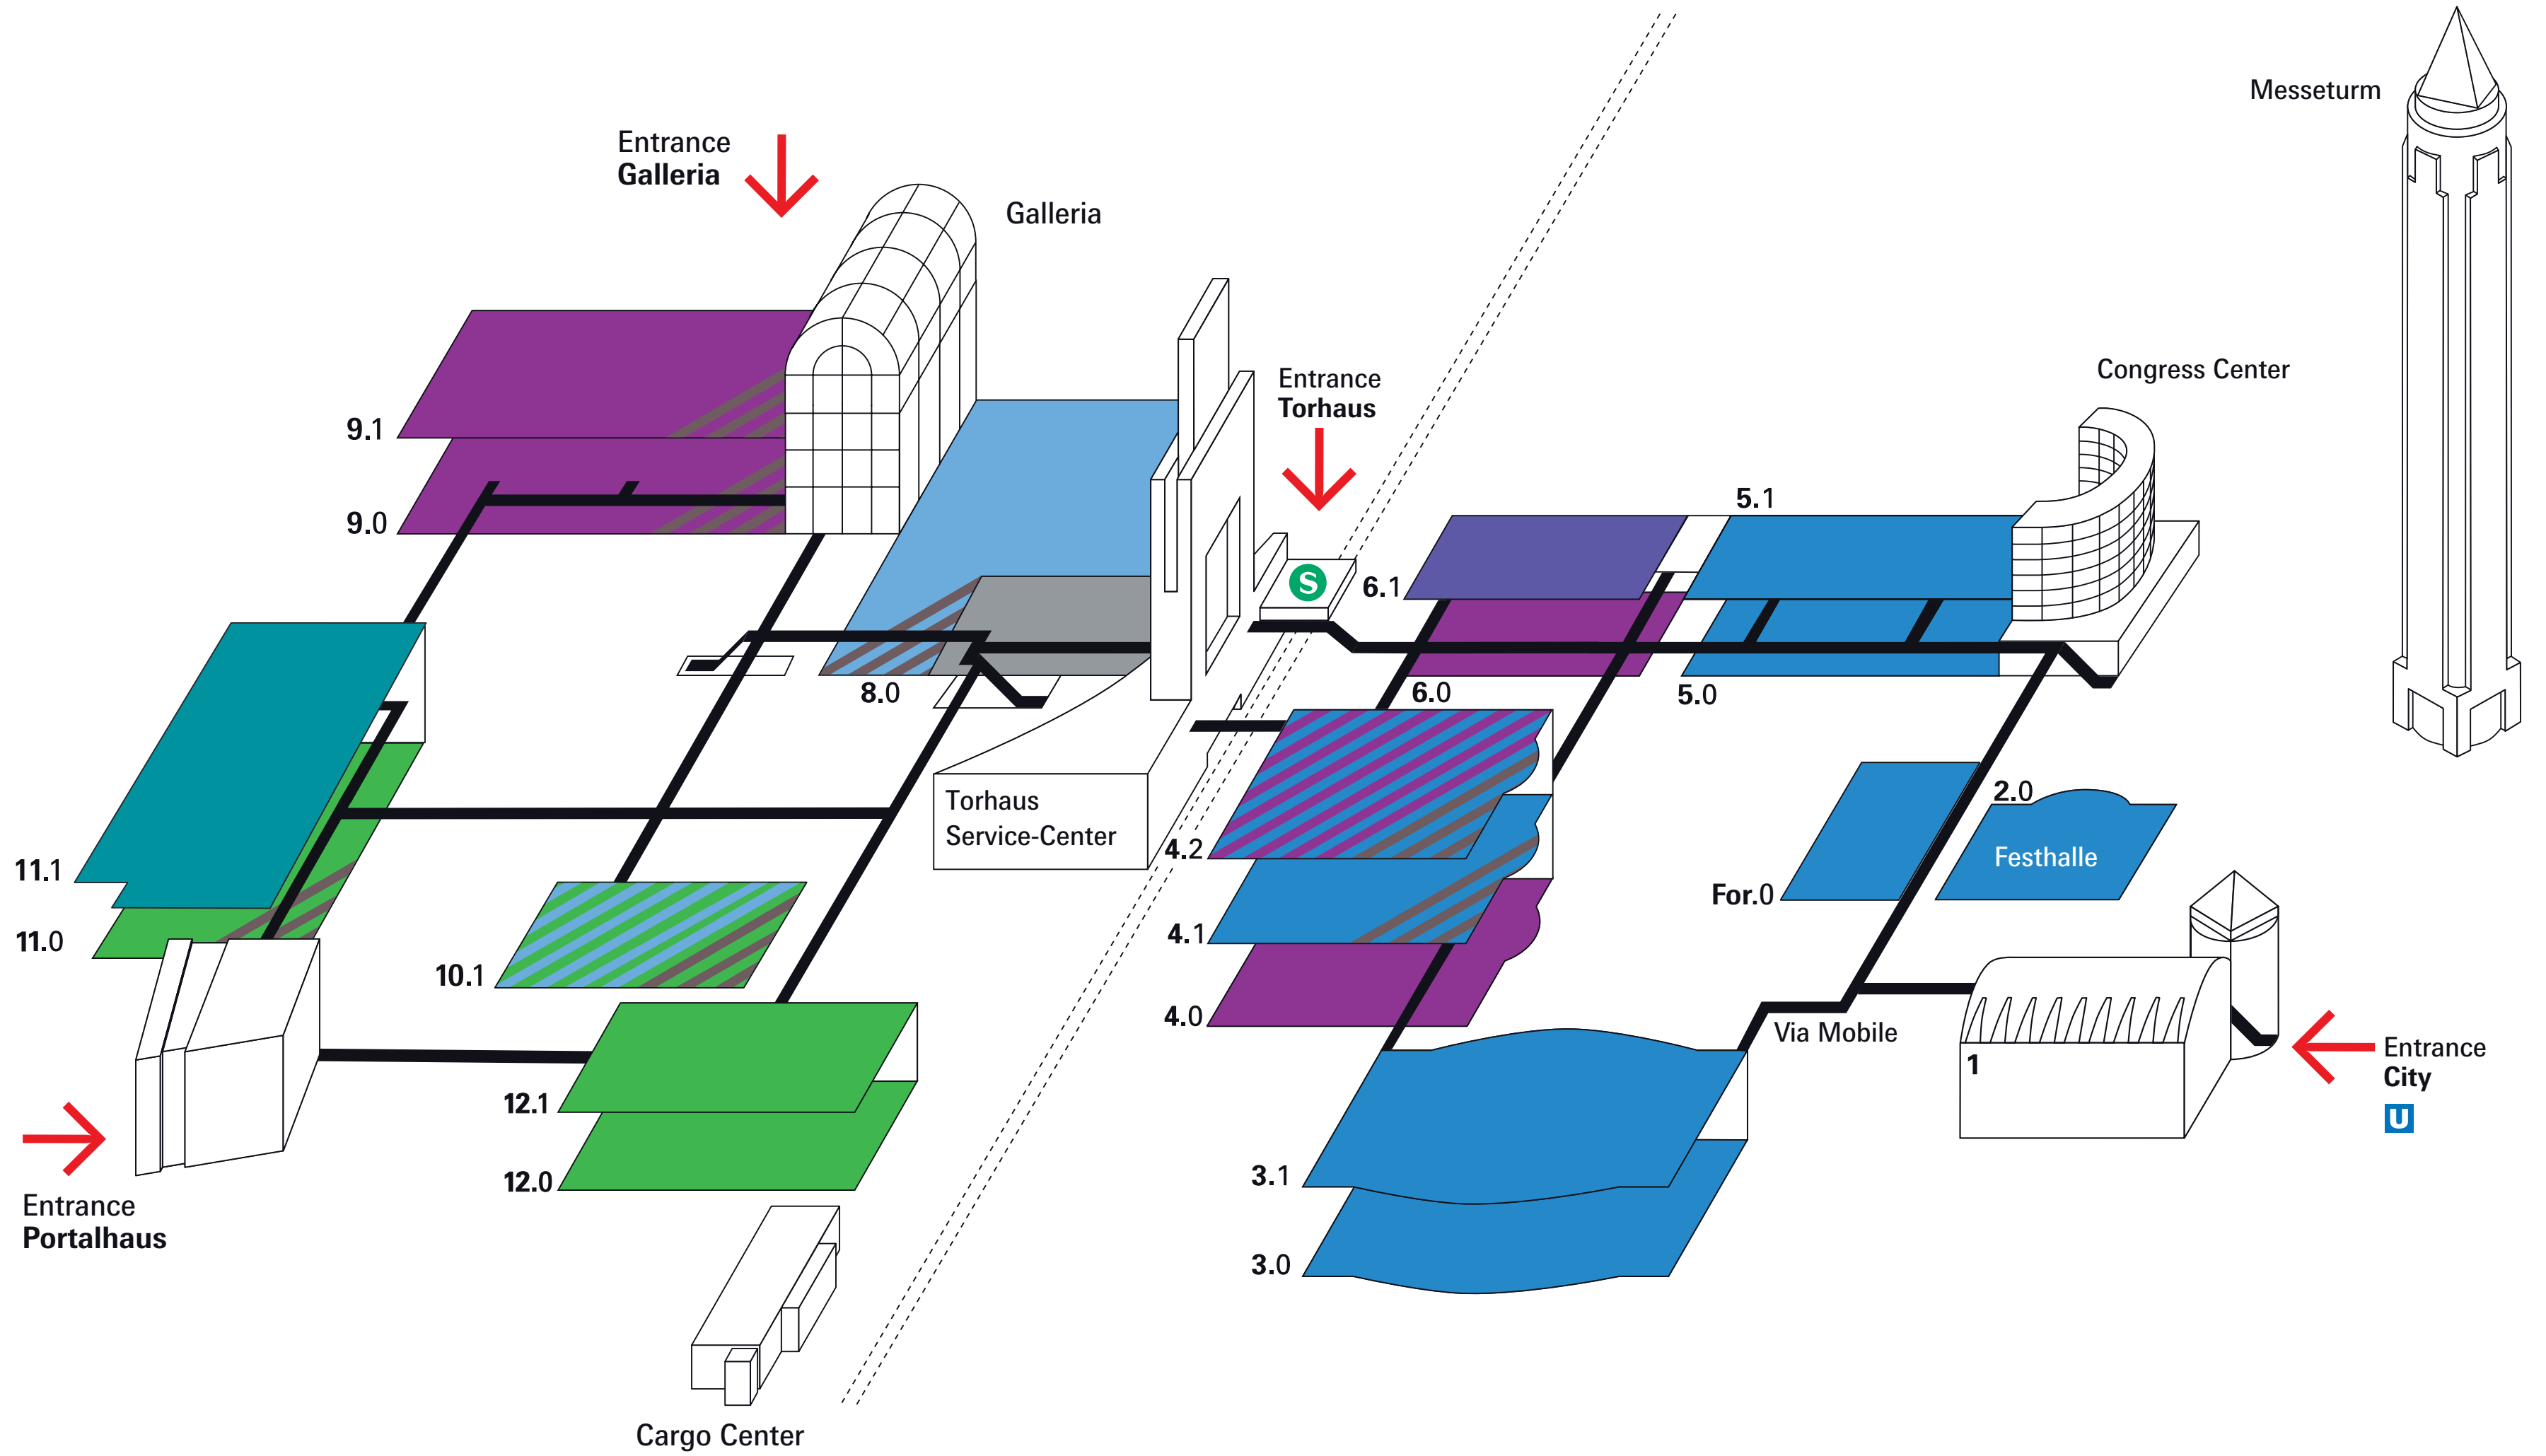 Messeturm
Entrance
Galleria
Galleria
Entrance
Torhaus
Congress Center
9.1
9.0
5.1
S
6.1
8.0
6.0
5.0
Torhaus
Service-Center
2.0
Festhalle
4.2
11.1
For.0
11.0
4.1
10.1
4.0
Via Mobile
1
Entrance
City
U
12.1
12.0
3.1
Entrance
Portalhaus
3.0
Cargo Center